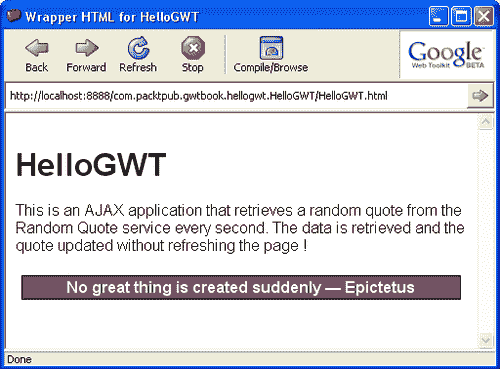 Wrapper HTML for HelloGWT
Back
Forward
Refresh
Stop
Compile/Browse
Google
Web Toolkit BETA
http://localhost:8888/com.packtpub.gwtbook.hellogwt.HelloGWT/HelloGWT.html
HelloGWT
This is an AJAX application that retrieves a random quote from the
Random Quote service every second. The data is retrieved and the
quote updated without refreshing the page !
No great thing is created suddenly — Epictetus
Done